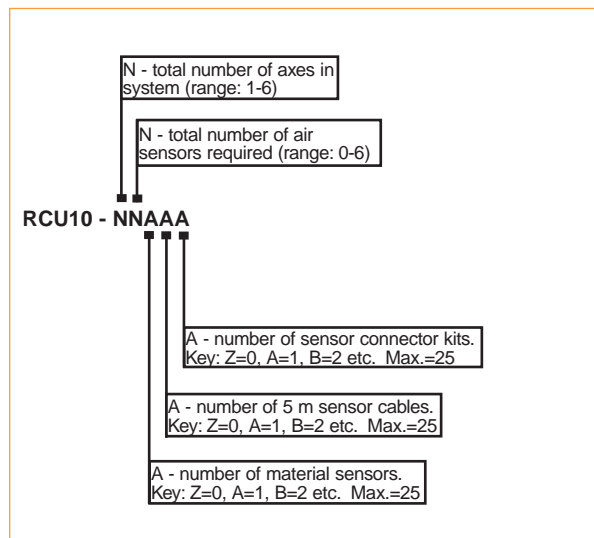 N - total number of axes in
system (range: 1-6)
N - total number of air
sensors required (range: 0-6)
RCU10 - NNAAA
A - number of sensor connector kits.
Key: Z=0, A=1, B=2 etc. Max.=25
A - number of 5 m sensor cables.
Key: Z=0, A=1, B=2 etc. Max.=25
A - number of material sensors.
Key: Z=0, A=1, B=2 etc. Max.=25